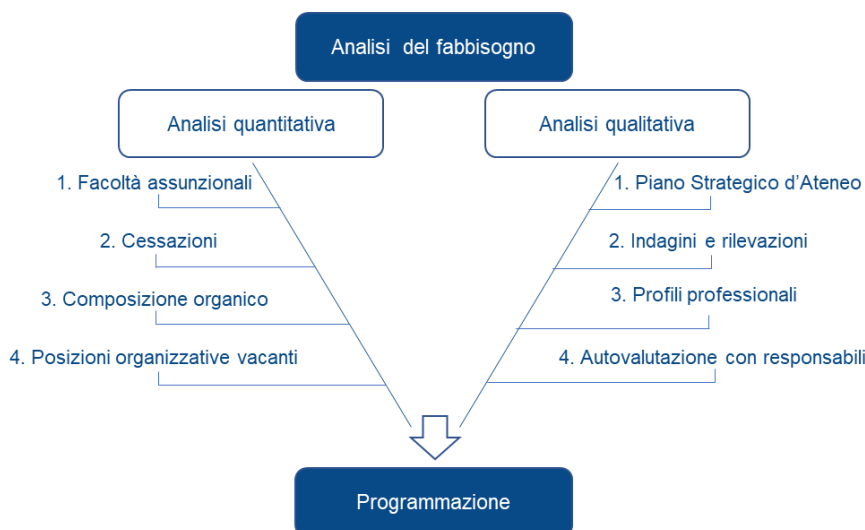 Analisi del fabbisogno
Analisi quantitativa
Analisi qualitativa
1. Facoltà assunzionali
2. Cessazioni
3. Composizione organico
4. Posizioni organizzative vacanti
1. Piano Strategico d'Ateneo
2. Indagini e rilevazioni
3. Profili professionali
4. Autovalutazione con responsabili
Programmazione